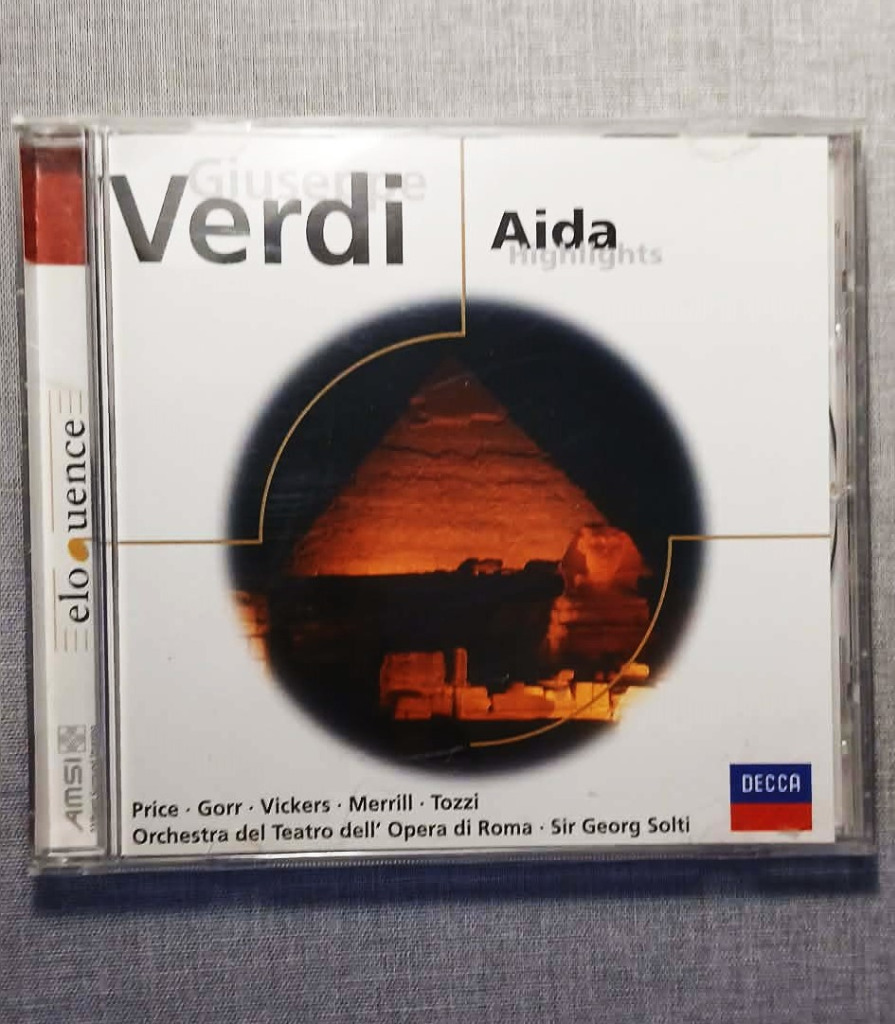 Giuseppe
Verdi
Aida
Highlights
eloquence
AMSI
Price · Gorr · Vickers · Merrill · Tozzi
Orchestra del Teatro dell' Opera di Roma · Sir Georg Solti
DECCA